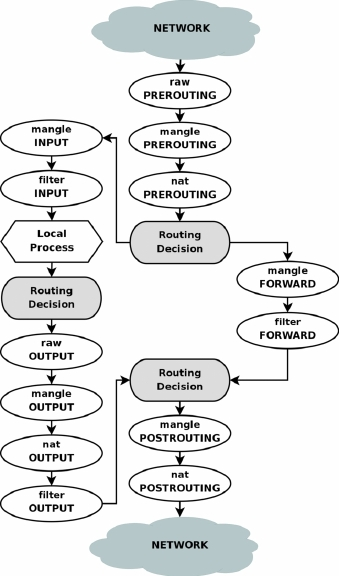 NETWORK
raw
PREROUTING
mangle
PREROUTING
nat
PREROUTING
Routing
Decision
mangle
INPUT
filter
INPUT
Local
Process
Routing
Decision
raw
OUTPUT
mangle
OUTPUT
nat
OUTPUT
filter
OUTPUT
mangle
FORWARD
filter
FORWARD
Routing
Decision
mangle
POSTROUTING
nat
POSTROUTING
NETWORK